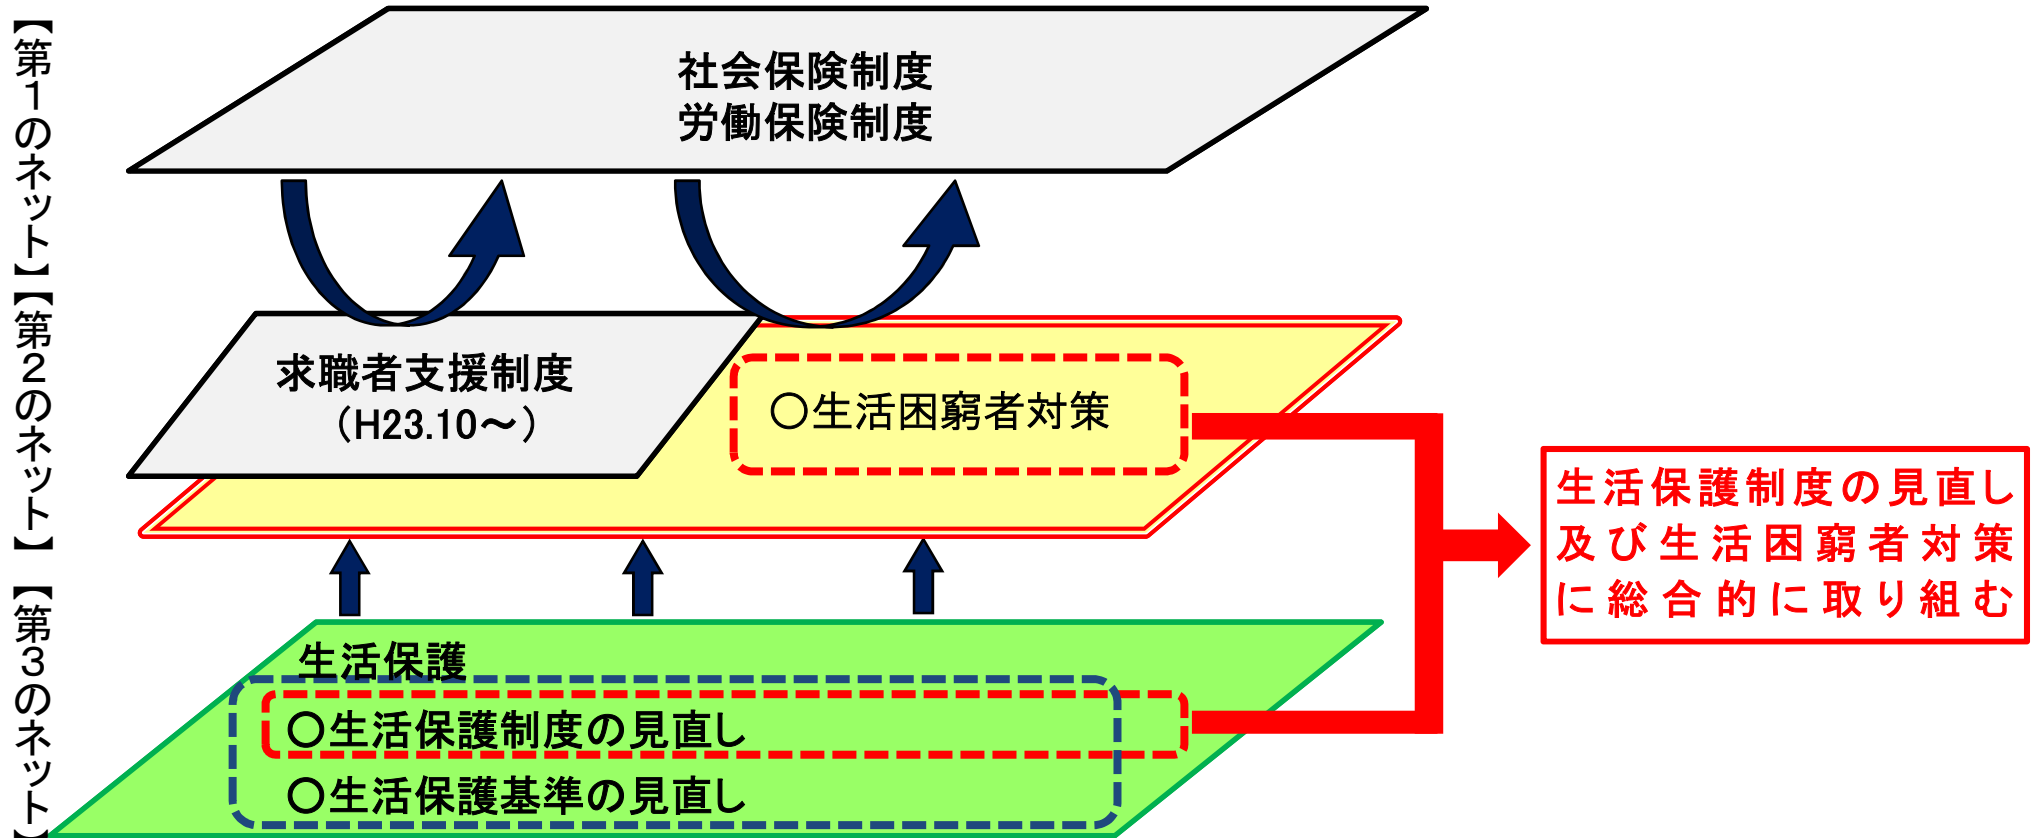 【第1のネット】
社会保険制度
労働保険制度
【第2のネット】
求職者支援制度
（H23.10～）
○生活困窮者対策
【第3のネット】
生活保護
○生活保護制度の見直し
○生活保護基準の見直し
生活保護制度の見直し
及び生活困窮者対策
に総合的に取り組む